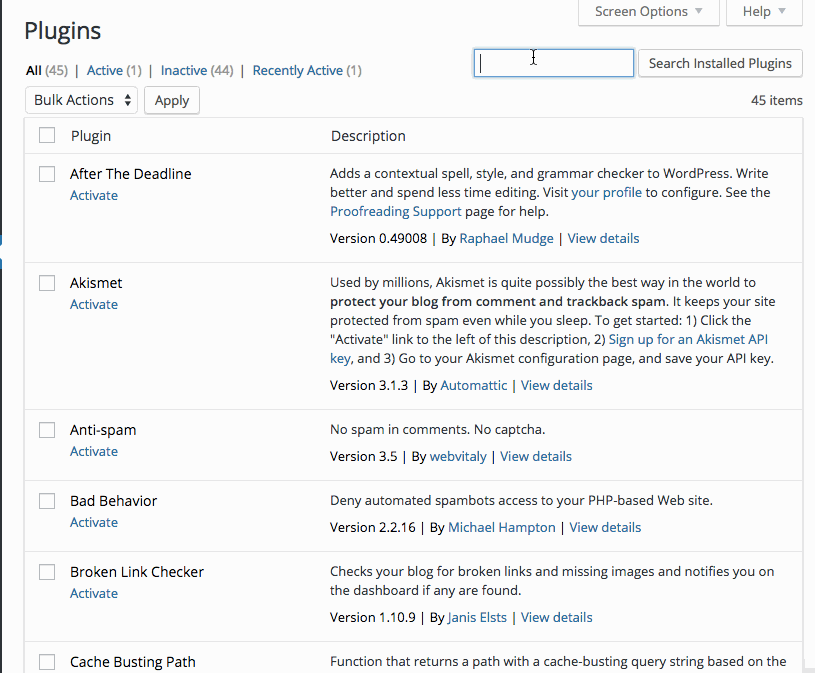 Screen Options Help
Plugins
All (45) | Active (1) | Inactive (44) | Recently Active (1)
Search Installed Plugins
Bulk Actions Apply
45 items
Plugin Description
After The Deadline
Activate
Adds a contextual spell, style, and grammar checker to WordPress. Write
better and spend less time editing. Visit your profile to configure. See the
Proofreading Support page for help.
Version 0.49008 | By Raphael Mudge | View details
Akismet
Activate
Used by millions, Akismet is quite possibly the best way in the world to
protect your blog from comment and trackback spam. It keeps your site
protected from spam even while you sleep. To get started: 1) Click the
"Activate" link to the left of this description, 2) Sign up for an Akismet API
key, and 3) Go to your Akismet configuration page, and save your API key.
Version 3.1.3 | By Automattic | View details
Anti-spam
Activate
No spam in comments. No captcha.
Version 3.5 | By webvitaly | View details
Bad Behavior
Activate
Deny automated spambots access to your PHP-based Web site.
Version 2.2.16 | By Michael Hampton | View details
Broken Link Checker
Activate
Checks your blog for broken links and missing images and notifies you on
the dashboard if any are found.
Version 1.10.9 | By Janis Elsts | View details
Cache Busting Path
Function that returns a path with a cache-busting query string based on the